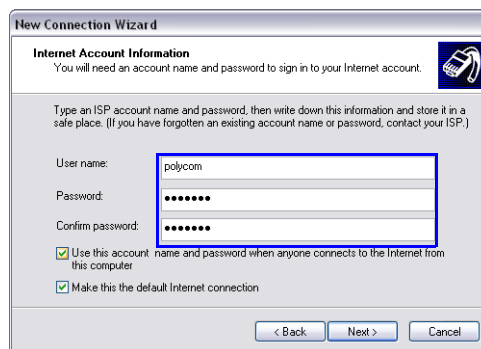 New Connection Wizard
Internet Account Information
You will need an account name and password to sign in to your Internet account.
Type an ISP account name and password, then write down this information and store it in a
safe place. (If you have forgotten an existing account name or password, contact your ISP.)
User name:
polycom
Password:
•••••••
Confirm password:
•••••••
Use this account name and password when anyone connects to the Internet from
this computer
Make this the default Internet connection
< Back
Next >
Cancel